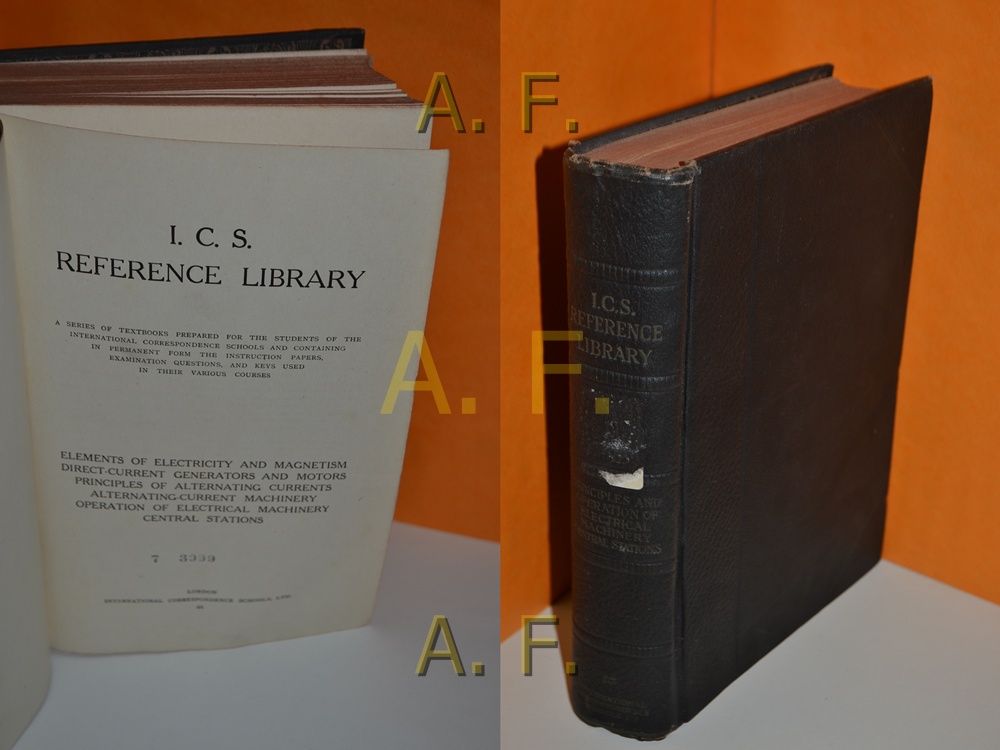 I. C. S.
REFERENCE LIBRARY
A SERIES OF TEXTBOOKS PREPARED FOR THE STUDENTS OF THE
INTERNATIONAL CORRESPONDENCE SCHOOLS AND CONTAINING
IN PERMANENT FORM THE INSTRUCTION PAPERS,
EXAMINATION QUESTIONS, AND KEYS USED
IN THEIR VARIOUS COURSES
ELEMENTS OF ELECTRICITY AND MAGNETISM
DIRECT-CURRENT GENERATORS AND MOTORS
PRINCIPLES OF ALTERNATING CURRENTS
ALTERNATING-CURRENT MACHINERY
OPERATION OF ELECTRICAL MACHINERY
CENTRAL STATIONS
7 3999
LONDON
INTERNATIONAL CORRESPONDENCE SCHOOLS, LTD.
A. F.
A. F.
A. F.
I.C.S.
REFERENCE
LIBRARY
PRINCIPLES AND
OPERATION OF
ELECTRICAL
MACHINERY
CENTRAL STATIONS